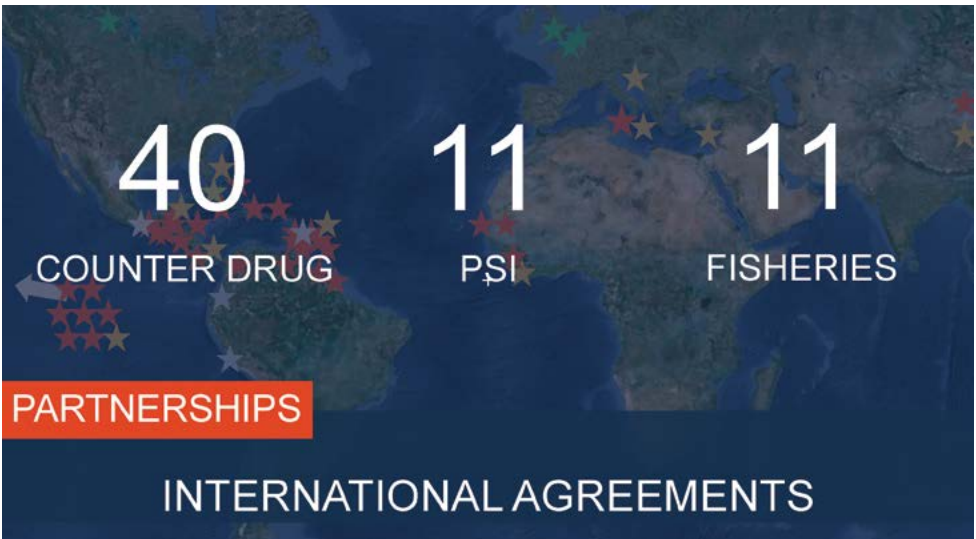 40 11 11
COUNTER DRUG PSI FISHERIES
PARTNERSHIPS
INTERNATIONAL AGREEMENTS